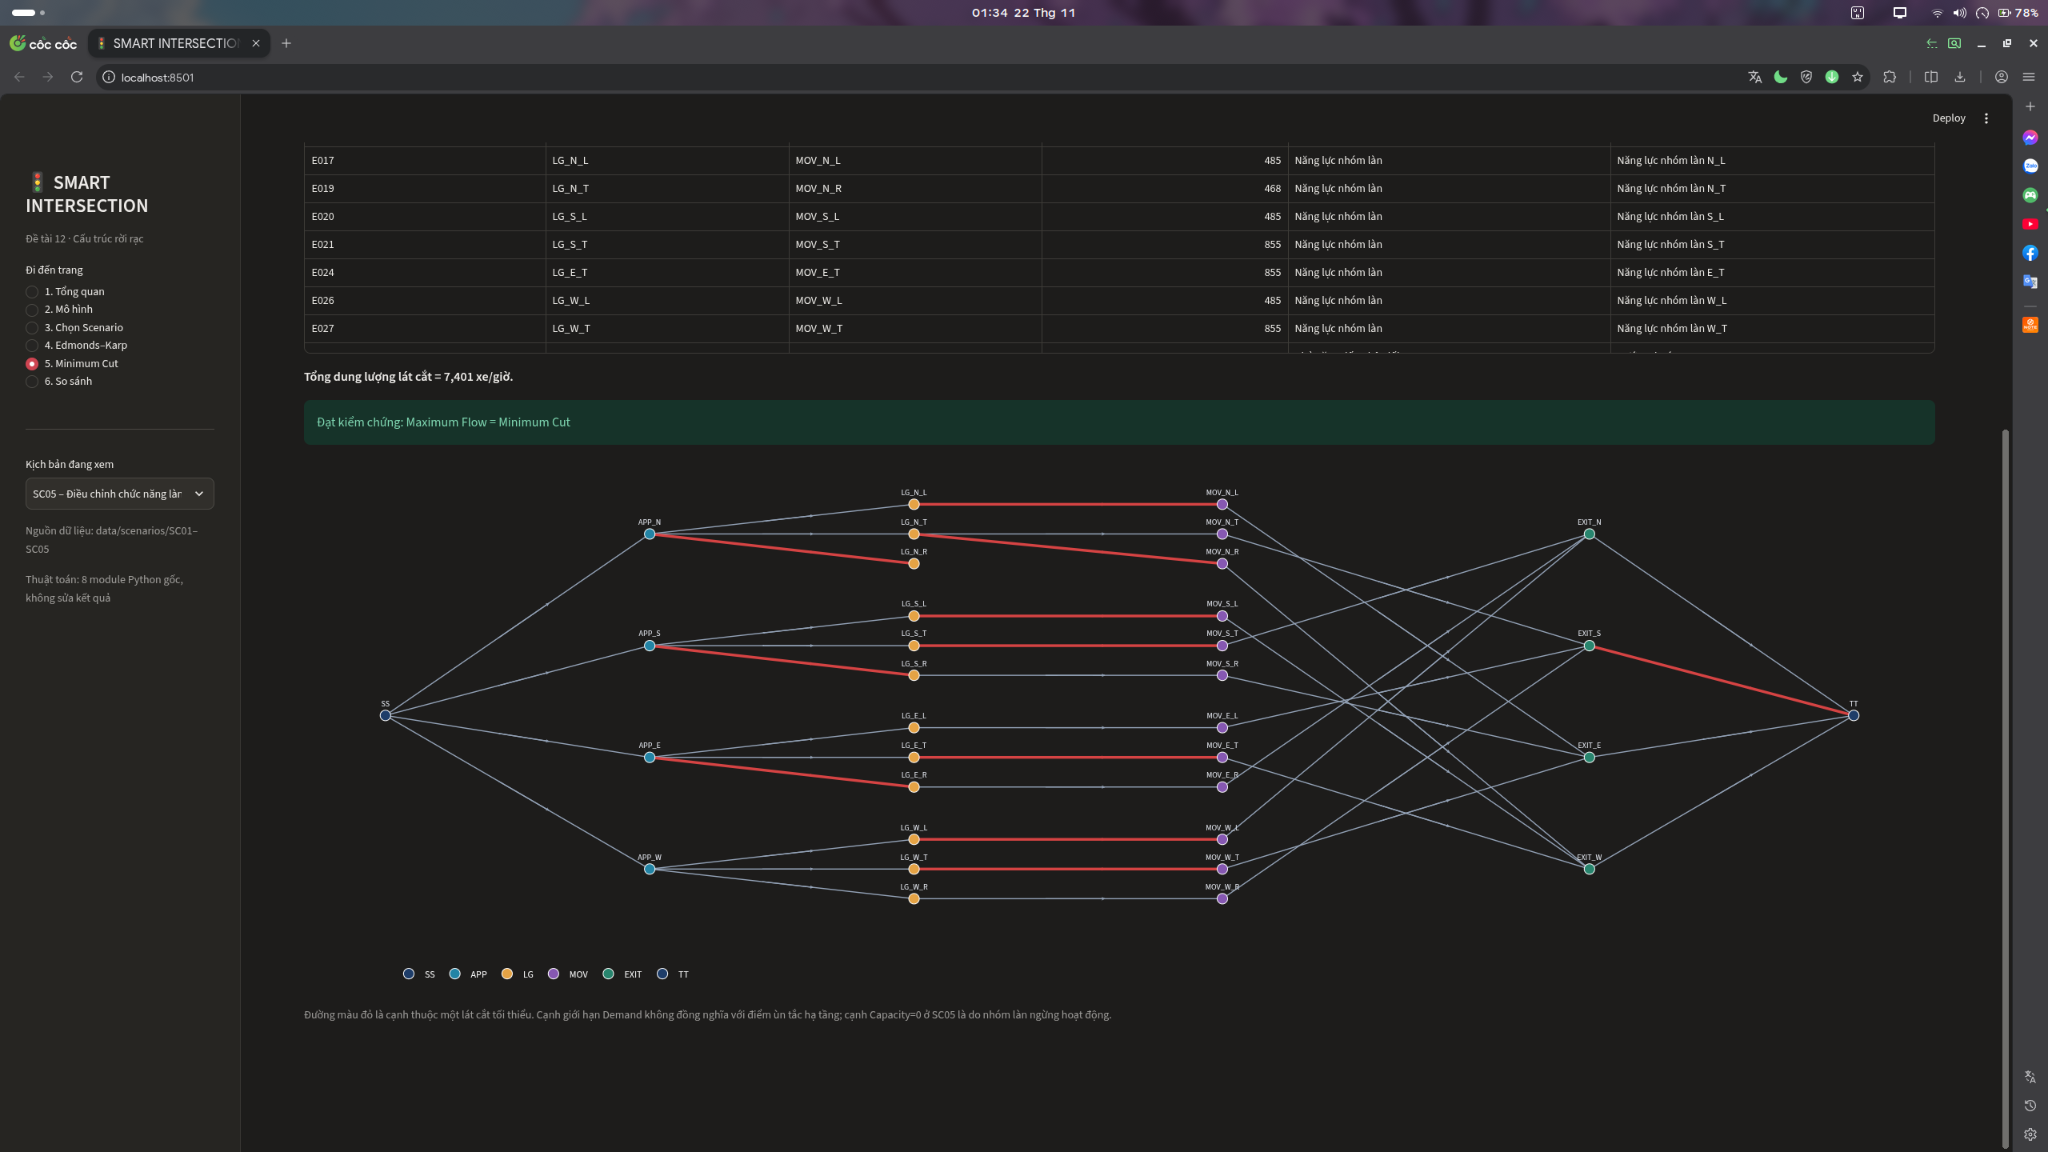 01:34 22 Thg 11
78%
cốc cốc
SMART INTERSECTIO
localhost:8501
Deploy
SMART
INTERSECTION
Đề tài 12 · Cấu trúc rời rạc
Đi đến trang
1. Tổng quan
2. Mô hình
3. Chọn Scenario
4. Edmonds–Karp
5. Minimum Cut
6. So sánh
Kịch bản đang xem
SC05 – Điều chỉnh chức năng làn
Nguồn dữ liệu: data/scenarios/SC01–
SC05
Thuật toán: 8 module Python gốc,
không sửa kết quả
E017 LG_N_L MOV_N_L 485 Năng lực nhóm làn Năng lực nhóm làn N_L
E019 LG_N_T MOV_N_R 468 Năng lực nhóm làn Năng lực nhóm làn N_T
E020 LG_S_L MOV_S_L 485 Năng lực nhóm làn Năng lực nhóm làn S_L
E021 LG_S_T MOV_S_T 855 Năng lực nhóm làn Năng lực nhóm làn S_T
E024 LG_E_T MOV_E_T 855 Năng lực nhóm làn Năng lực nhóm làn E_T
E026 LG_W_L MOV_W_L 485 Năng lực nhóm làn Năng lực nhóm làn W_L
E027 LG_W_T MOV_W_T 855 Năng lực nhóm làn Năng lực nhóm làn W_T
Tổng dung lượng lát cắt = 7,401 xe/giờ.
Đạt kiểm chứng: Maximum Flow = Minimum Cut
LG_N_L MOV_N_L
APP_N LG_N_T MOV_N_T EXIT_N
LG_N_R MOV_N_R
LG_S_L MOV_S_L
APP_S LG_S_T MOV_S_T EXIT_S
LG_S_R MOV_S_R
SS TT
LG_E_L MOV_E_L
APP_E LG_E_T MOV_E_T EXIT_E
LG_E_R MOV_E_R
LG_W_L MOV_W_L
APP_W LG_W_T MOV_W_T EXIT_W
LG_W_R MOV_W_R
SS APP LG MOV EXIT TT
Đường màu đỏ là cạnh thuộc một lát cắt tối thiểu. Cạnh giới hạn Demand không đồng nghĩa với điểm ùn tắc hạ tầng; cạnh Capacity=0 ở SC05 là do nhóm làn ngừng hoạt động.